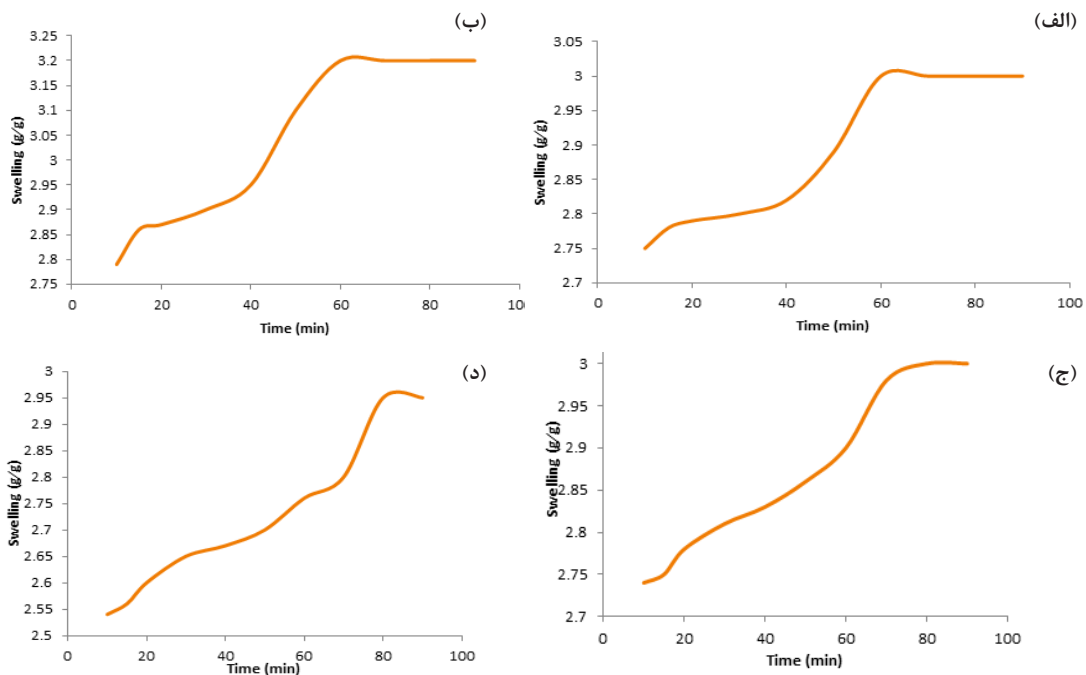 (ب)
3.25
3.2
3.15
3.1
3.05
3
2.95
2.9
2.85
2.8
2.75
0 20 40 60 80 10
Swelling (g/g)
Time (min)
(الف)
3.05
3
2.95
2.9
2.85
2.8
2.75
2.7
0 20 40 60 80 100
Swelling (g/g)
Time (min)
(د)
3
2.95
2.9
2.85
2.8
2.75
2.7
2.65
2.6
2.55
2.5
0 20 40 60 80 100
Swelling (g/g)
Time (min)
(ج)
3
2.95
2.9
2.85
2.8
2.75
2.7
0 20 40 60 80 100
Swelling (g/g)
Time (min)